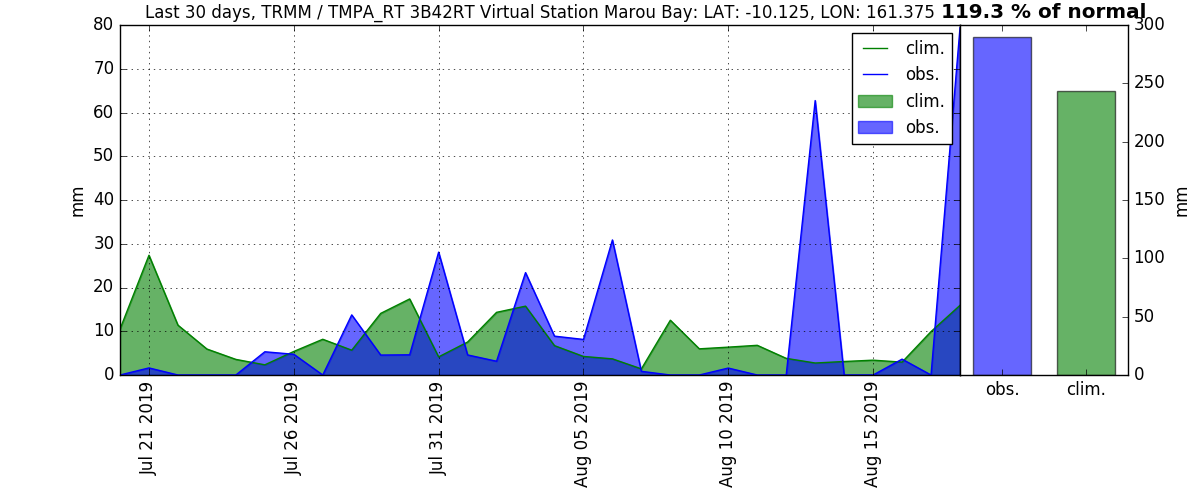 Last 30 days, TRMM / TMPA_RT 3B42RT Virtual Station Marou Bay: LAT: -10.125, LON: 161.375 119.3 % of normal
80
70
60
50
40
30
20
10
0
mm
clim.
obs.
clim.
obs.
300
250
200
150
100
50
0
mm
Jul 21 2019
Jul 26 2019
Jul 31 2019
Aug 05 2019
Aug 10 2019
Aug 15 2019
obs.
clim.